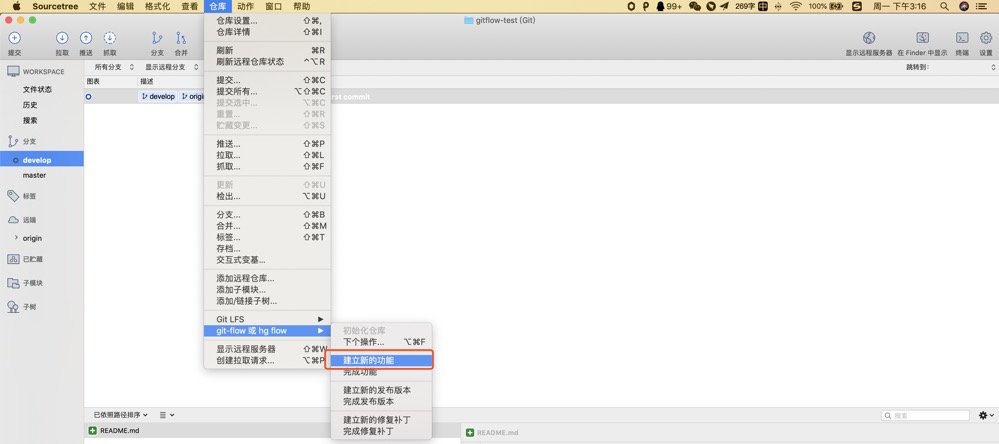 Sourcetree 文件 编辑 格式化 查看 仓库 动作 窗口 帮助 99+ 269字 100% 周一 下午3:16
gitflow-test (Git)
提交 拉取 推送 抓取 分支 合并 显示远程服务器 在 Finder 中显示 终端 设置
所有分支 显示远程分支 跳转到:
图表 描述
develop
rst commit
WORKSPACE
文件状态
历史
搜索
分支
develop
master
标签
远端
origin
已贮藏
子模块
子树
仓库设置... ⇧⌘,
仓库详情 ⇧⌘I
刷新 ⌘R
刷新远程仓库状态 ^⌥R
提交... ⇧⌘C
提交所有... ⌥⇧⌘C
提交选中... ⌥⌘C
重置... ⇧⌘R
贮藏变更... ⇧⌘S
推送... ⇧⌘P
拉取... ⇧⌘L
抓取... ⇧⌘F
更新 ⇧⌘U
检出... ⌥⌘U
分支... ⇧⌘B
合并... ⇧⌘M
标签... ⇧⌘T
存档...
交互式变基...
添加远程仓库...
添加子模块...
添加/链接子树...
Git LFS
git-flow 或 hg flow
显示远程服务器 ⇧⌘W
创建拉取请求... ⌥⌘P
初始化仓库
下个操作... ⌥⌘F
建立新的功能
完成功能
建立新的发布版本
完成发布版本
建立新的修复补丁
完成修复补丁
已依照路径排序 搜索
README.md README.md